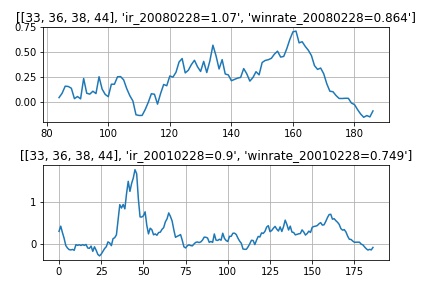 [[33, 36, 38, 44], 'ir_20080228=1.07', 'winrate_20080228=0.864']
0.75
0.50
0.25
0.00
80 100 120 140 160 180
[[33, 36, 38, 44], 'ir_20010228=0.9', 'winrate_20010228=0.749']
1
0
0 25 50 75 100 125 150 175